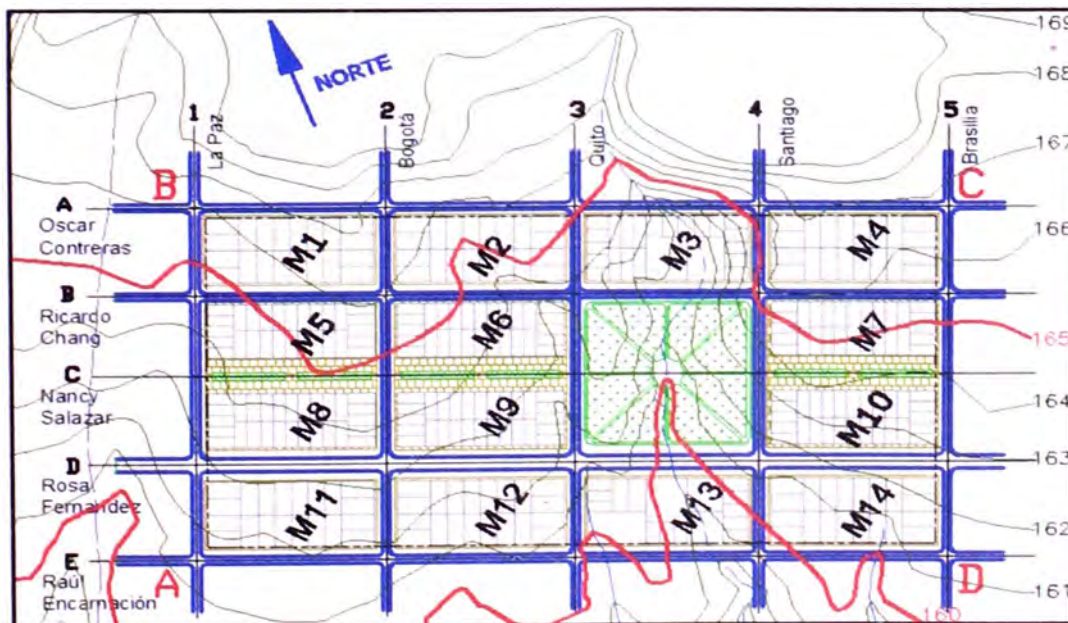 NORTE
169
168
167
166
165
164
163
162
161
160
1
2
3
4
5
La Paz
Bogotá
Quito
Santiago
Brasilia
B
C
A
Oscar
Contreras
M1
M2
M3
M4
B
Ricardo
Chang
M5
M6
M7
C
Nancy
Salazar
M8
M9
M10
D
Rosa
Fernandez
M11
M12
M13
M14
E
Raúl
Encarnación
A
D